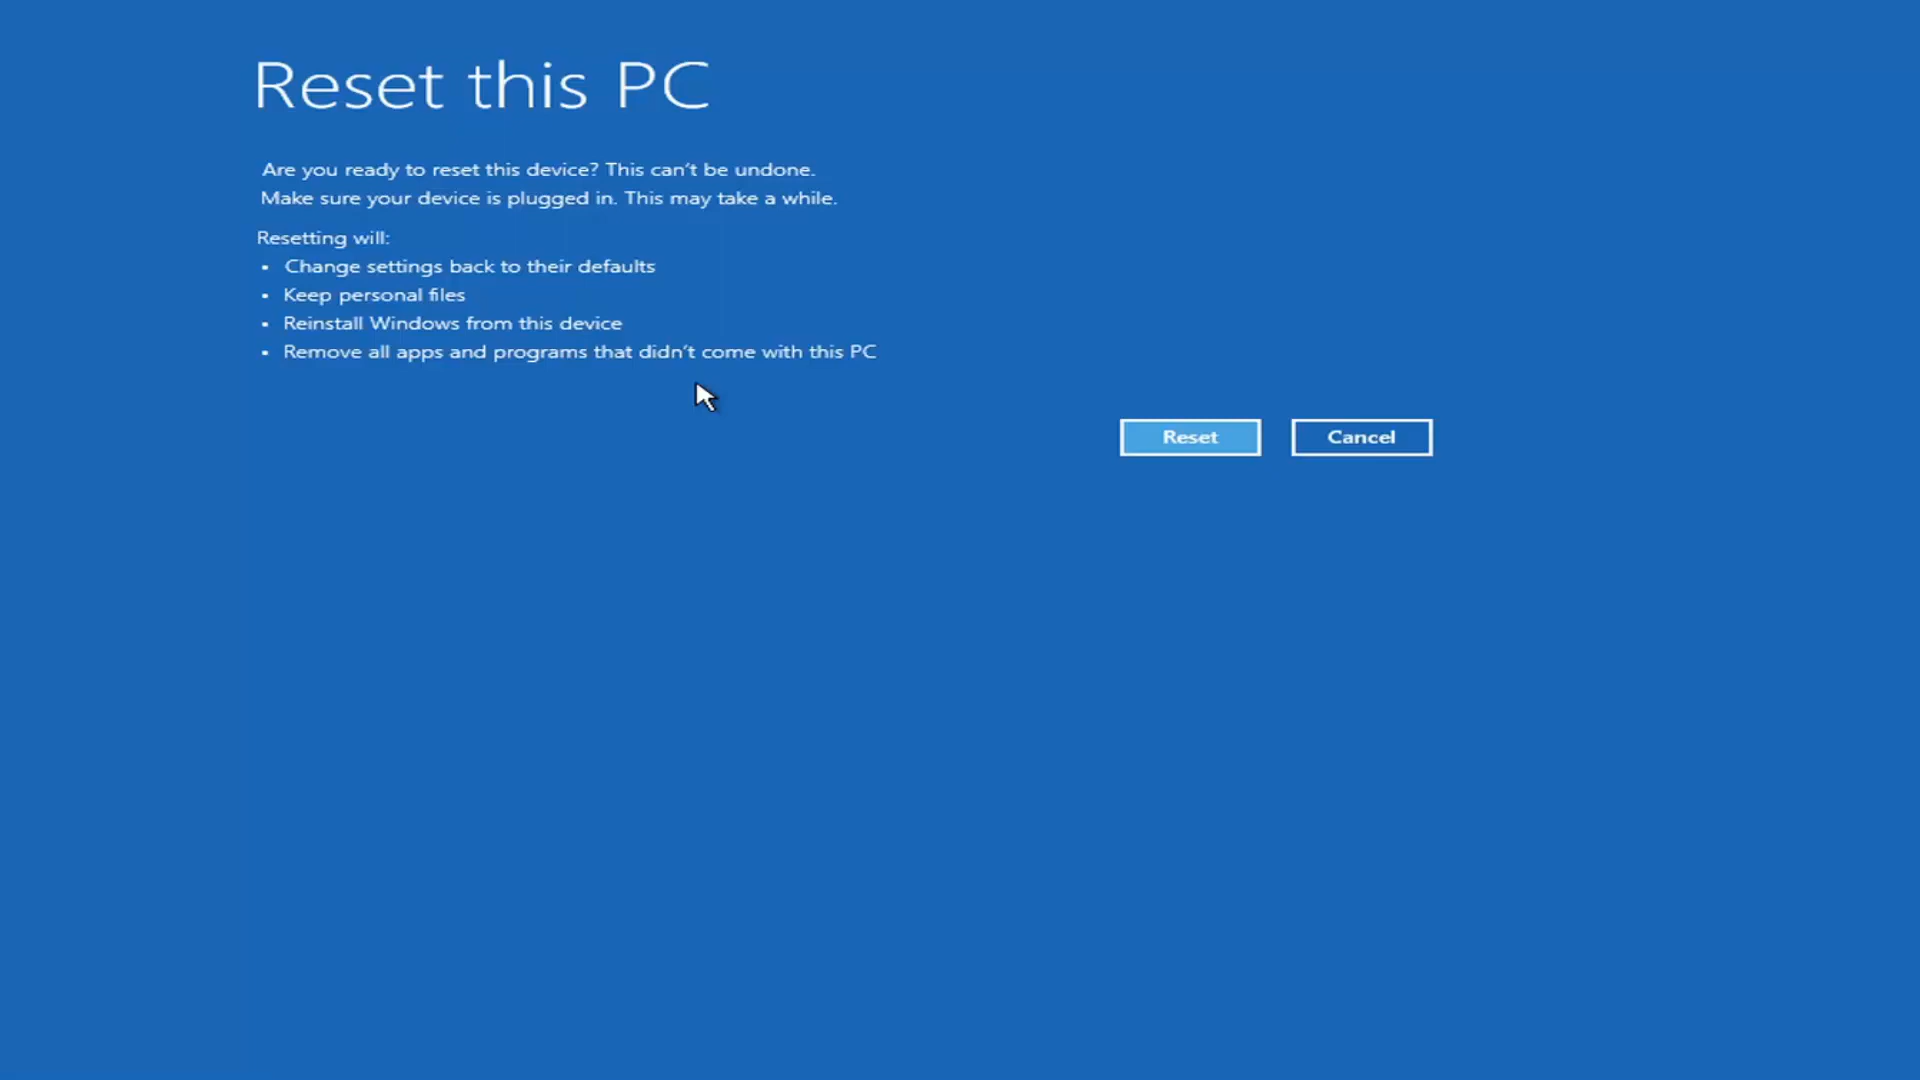 Reset this PC
Are you ready to reset this device? This can't be undone.
Make sure your device is plugged in. This may take a while.
Resetting will:
▪ Change settings back to their defaults
▪ Keep personal files
▪ Reinstall Windows from this device
▪ Remove all apps and programs that didn't come with this PC
Reset Cancel